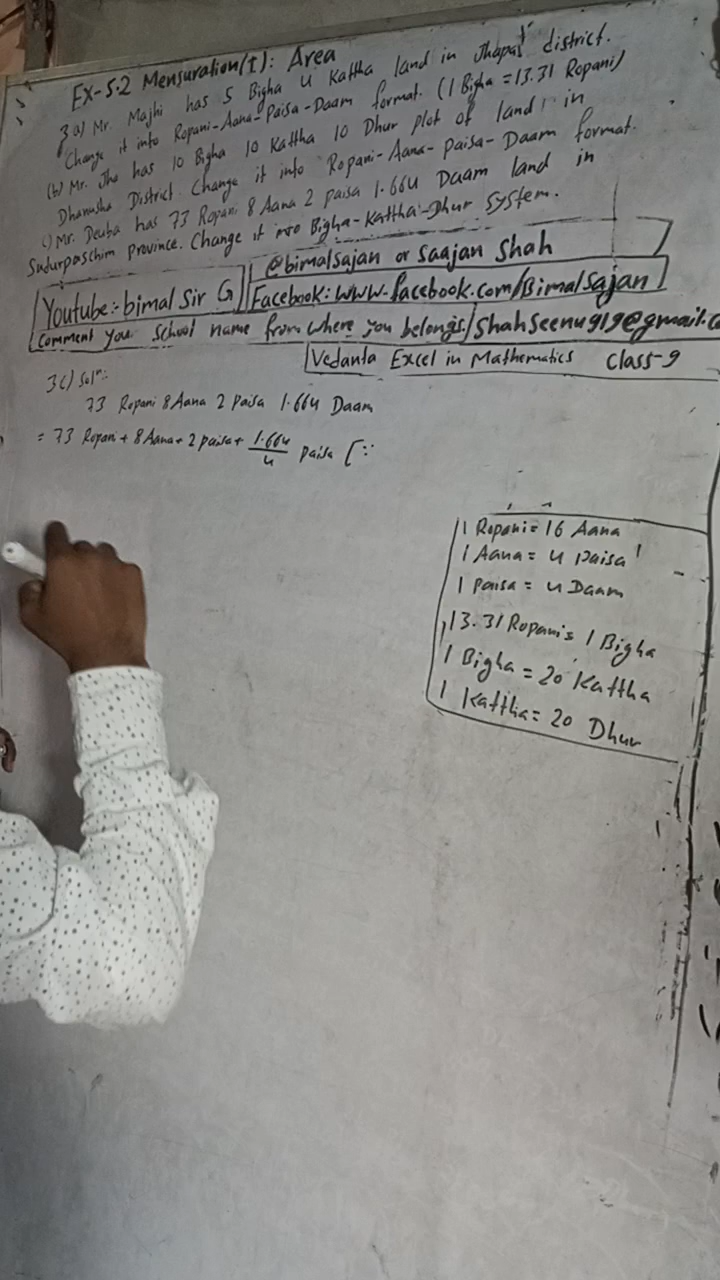 Ex-5.2 Mensuration(I): Area
3 a) Mr. Majhi has 5 Bigha 4 Kattha land in Jhapa district.
Change it into Ropani-Aana-Paisa-Daam format. (1 Bigha = 13.31 Ropani)
(b) Mr. Jha has 10 Bigha 10 Kattha 10 Dhur plot of land in
Dhanusha District. Change it into Ropani-Aana-Paisa-Daam format.
c) Mr. Deuba has 73 Ropani 8 Aana 2 paisa 1.664 Daam land in
Sudurpaschim province. Change it into Bigha-Kattha-Dhur system.
@bimalsajan or Saajan Shah
Youtube:- bimal Sir G
Facebook: www.facebook.com/Bimalsajan
Comment your school name from where you belongs/Shahseenu919@gmail.c
Vedanta Excel in Mathematics Class-9
3c) Solⁿ:
73 Ropani 8 Aana 2 Paisa 1.664 Daam
= 73 Ropani + 8 Aana + 2 paisa + 1.664/4 paisa [∵
1 Ropani = 16 Aana
1 Aana = 4 paisa
1 paisa = 4 Daam
13.31 Ropani = 1 Bigha
1 Bigha = 20 Kattha
1 Kattha = 20 Dhur